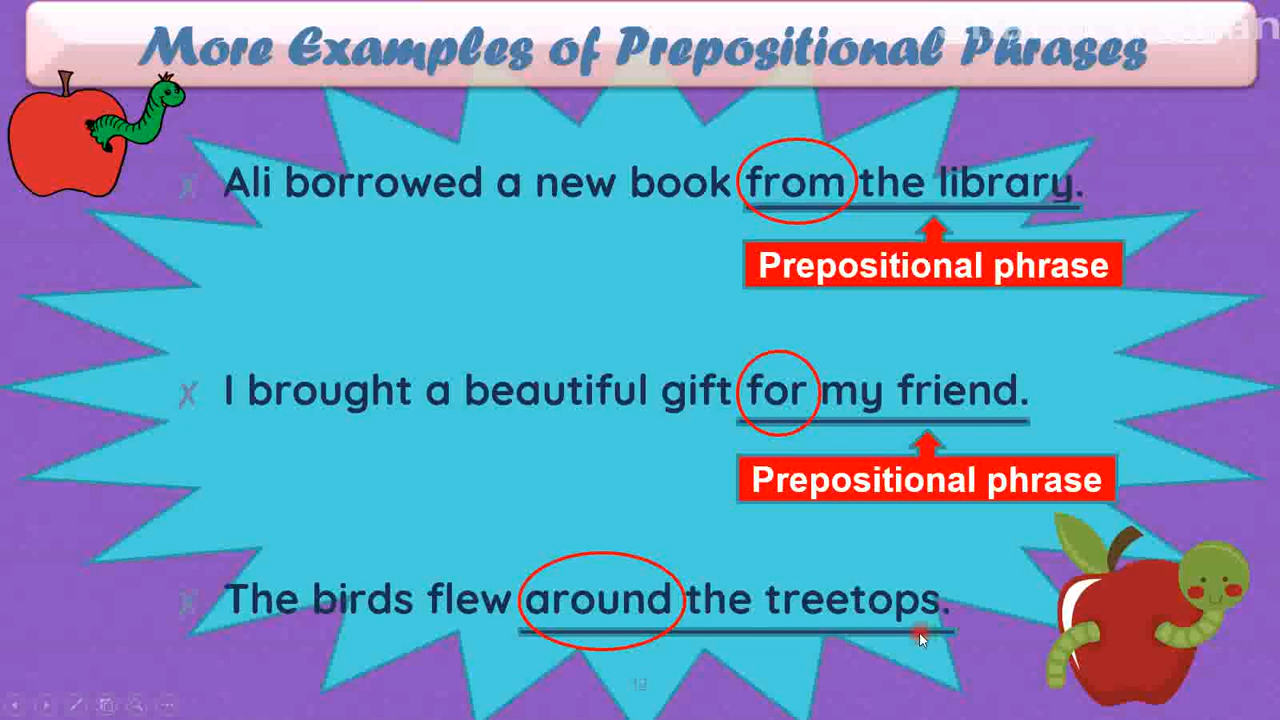 More Examples of Prepositional Phrases
Ali borrowed a new book from the library.
Prepositional phrase
I brought a beautiful gift for my friend.
Prepositional phrase
The birds flew around the treetops.